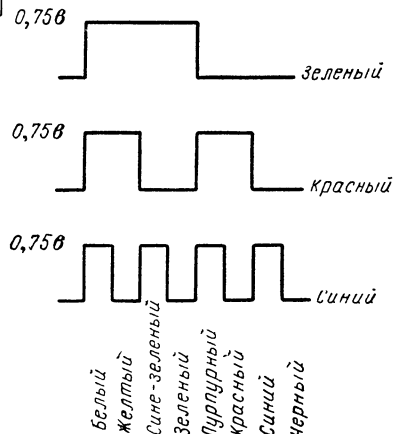 0,75в
Зеленый
0,75в
Красный
0,75в
Синий
Белый
Желтый
Сине-зеленый
Зеленый
Пурпурный
Красный
Синий
Черный